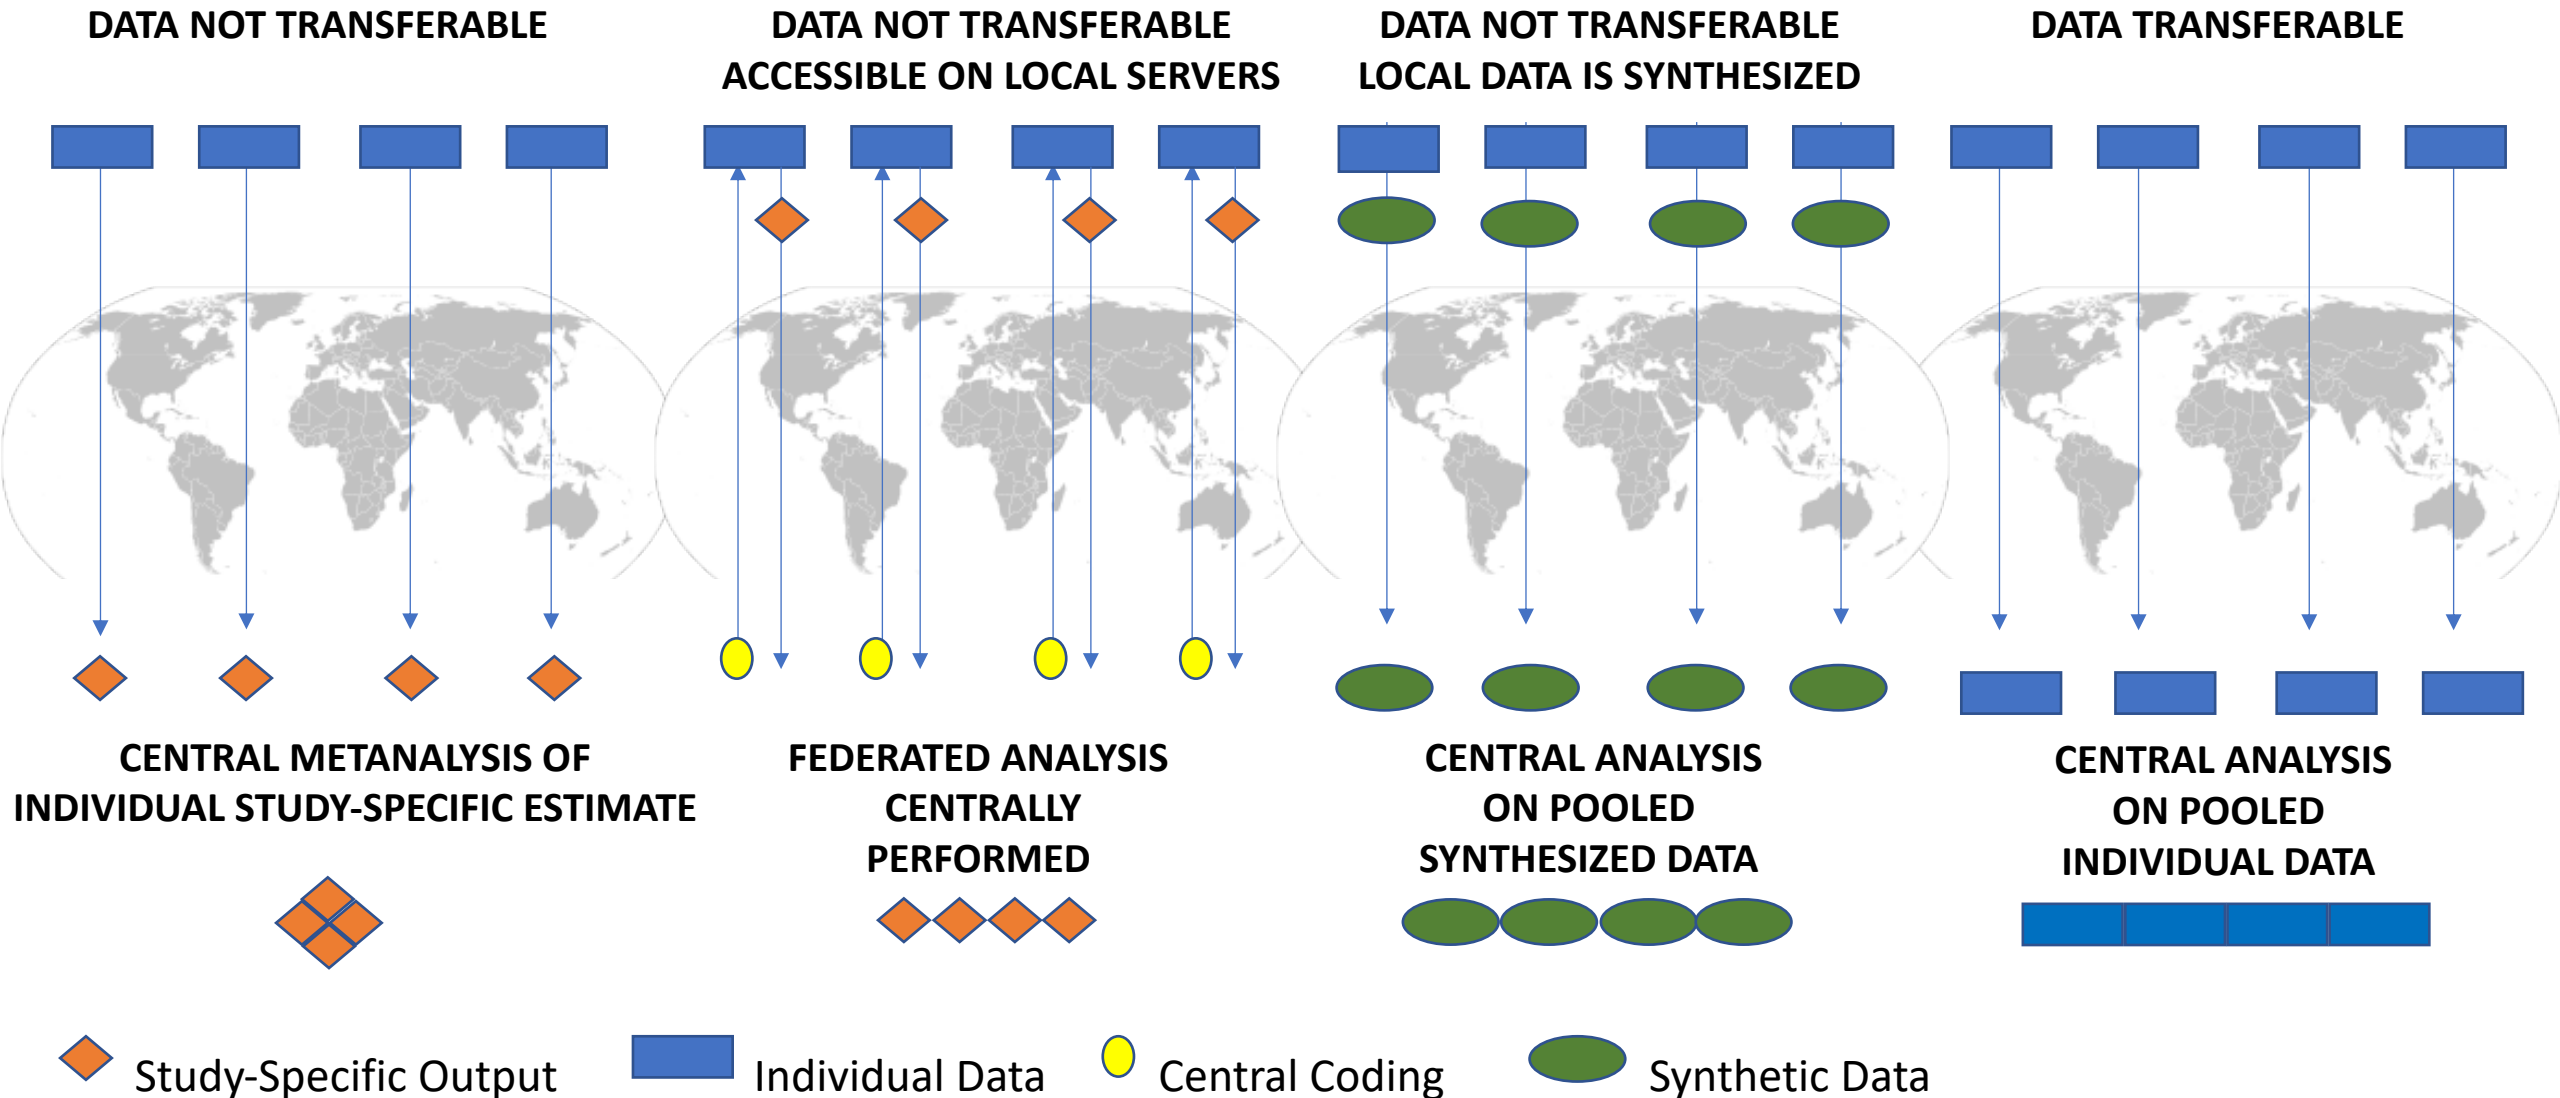 DATA NOT TRANSFERABLE
DATA NOT TRANSFERABLE
ACCESSIBLE ON LOCAL SERVERS
DATA NOT TRANSFERABLE
LOCAL DATA IS SYNTHESIZED
DATA TRANSFERABLE
CENTRAL METANALYSIS OF
INDIVIDUAL STUDY-SPECIFIC ESTIMATE
FEDERATED ANALYSIS
CENTRALLY
PERFORMED
CENTRAL ANALYSIS
ON POOLED
SYNTHESIZED DATA
CENTRAL ANALYSIS
ON POOLED
INDIVIDUAL DATA
Study-Specific Output
Individual Data
Central Coding
Synthetic Data